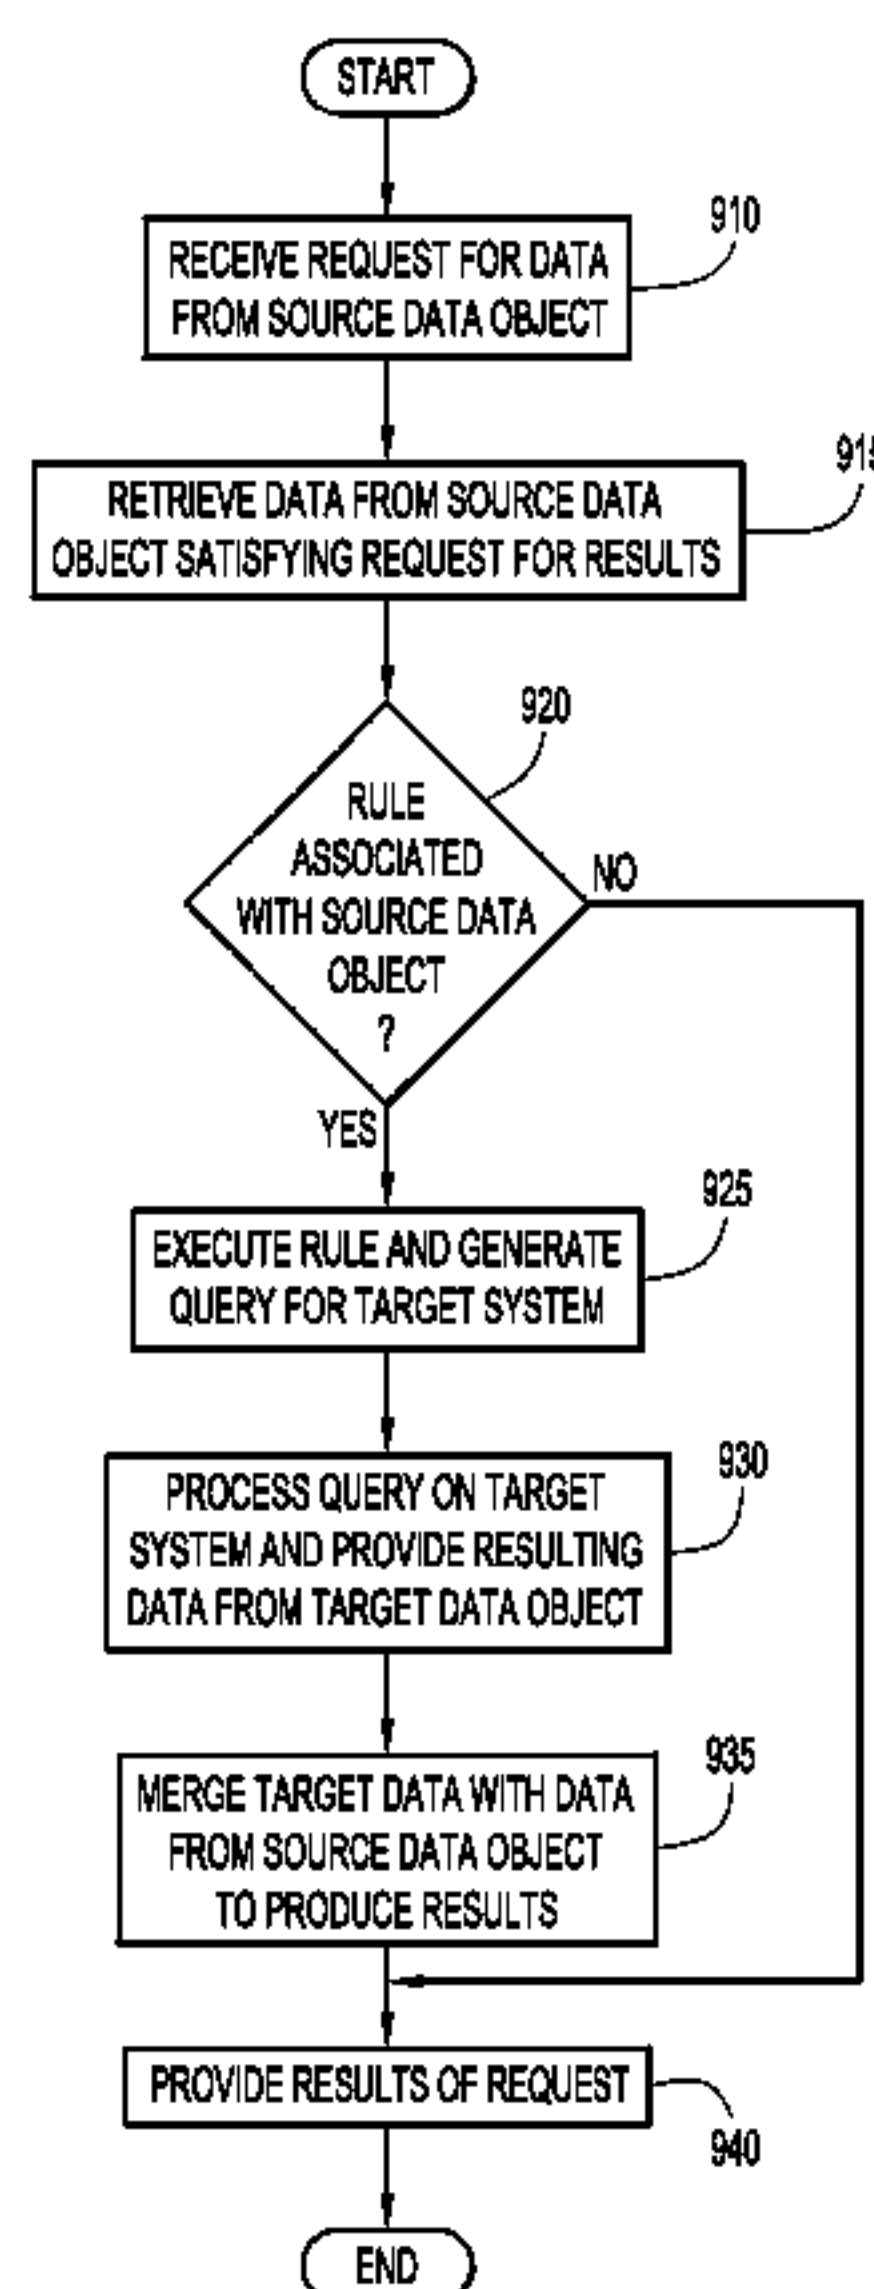 START
910
RECEIVE REQUEST FOR DATA
FROM SOURCE DATA OBJECT
915
RETRIEVE DATA FROM SOURCE DATA
OBJECT SATISFYING REQUEST FOR RESULTS
920
RULE
ASSOCIATED
WITH SOURCE DATA
OBJECT
?
NO
YES
925
EXECUTE RULE AND GENERATE
QUERY FOR TARGET SYSTEM
930
PROCESS QUERY ON TARGET
SYSTEM AND PROVIDE RESULTING
DATA FROM TARGET DATA OBJECT
935
MERGE TARGET DATA WITH DATA
FROM SOURCE DATA OBJECT
TO PRODUCE RESULTS
PROVIDE RESULTS OF REQUEST
940
END